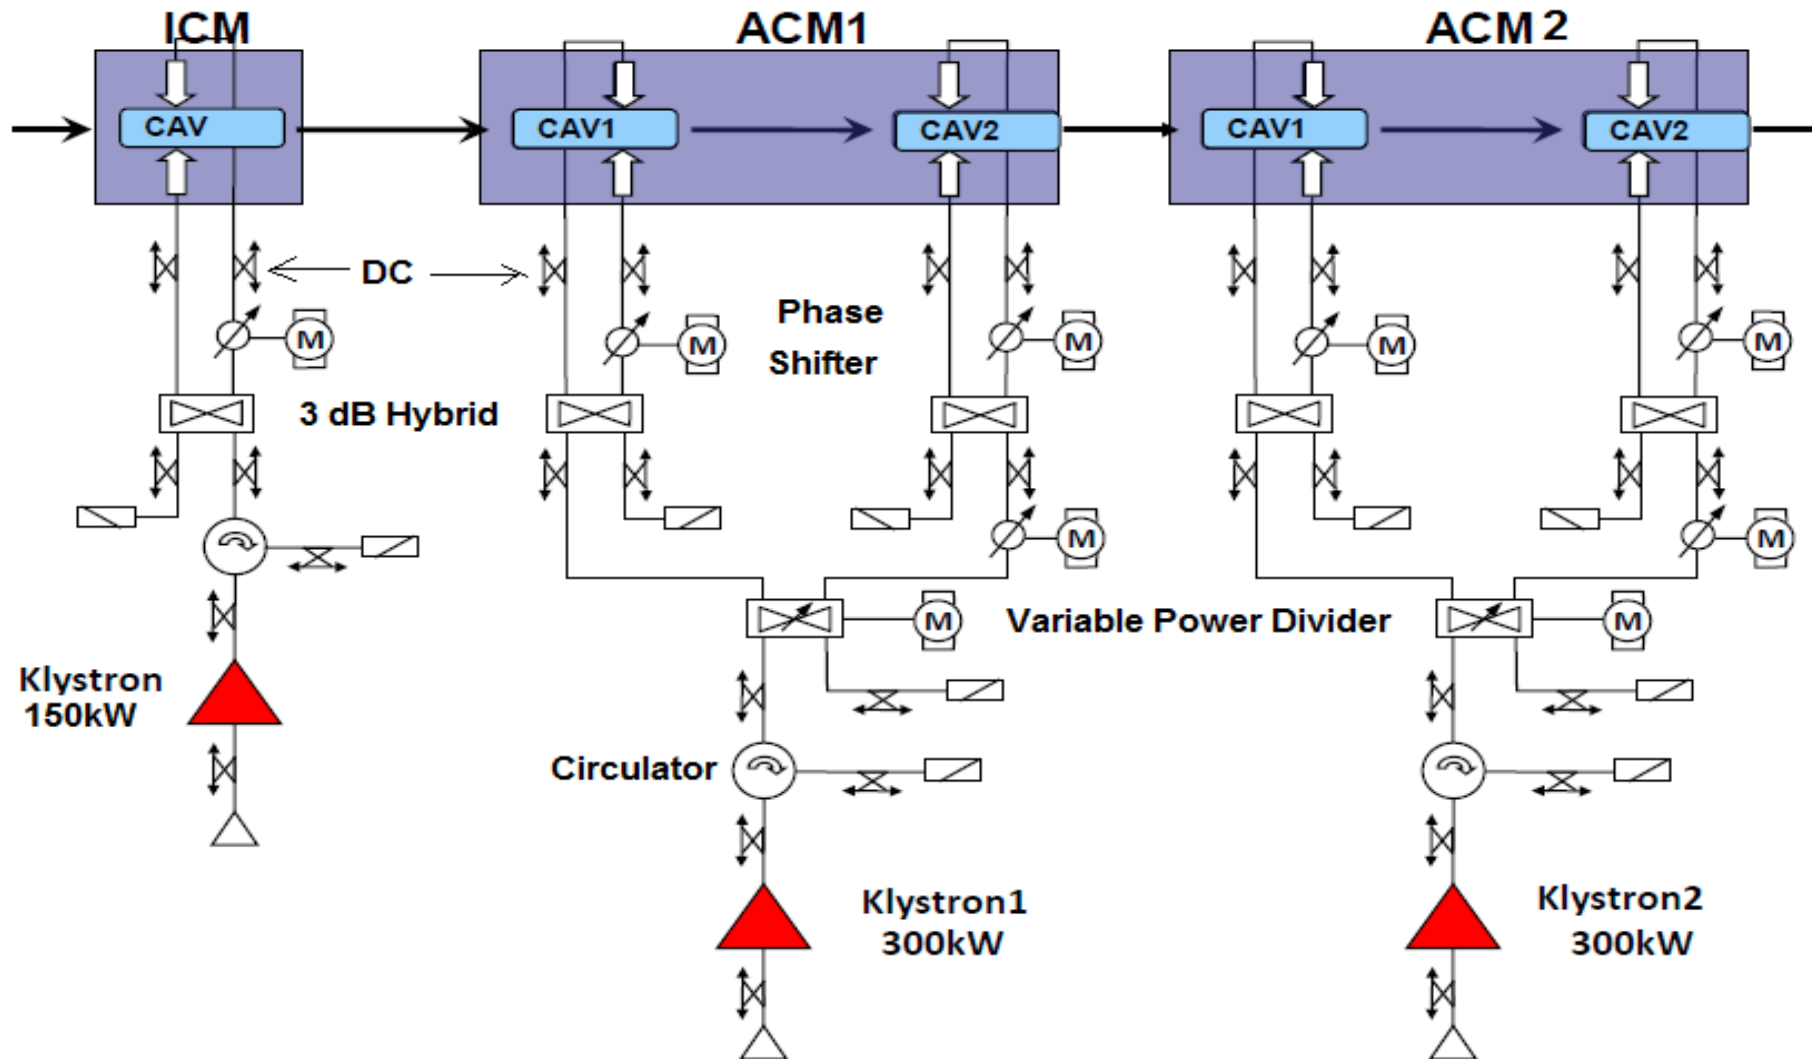 ICM
ACM1
ACM 2
CAV
CAV1
CAV2
CAV1
CAV2
DC
Phase
Shifter
M
M
M
M
M
3 dB Hybrid
M
M
Variable Power Divider
M
M
Klystron
150kW
Circulator
Klystron1
300kW
Klystron2
300kW